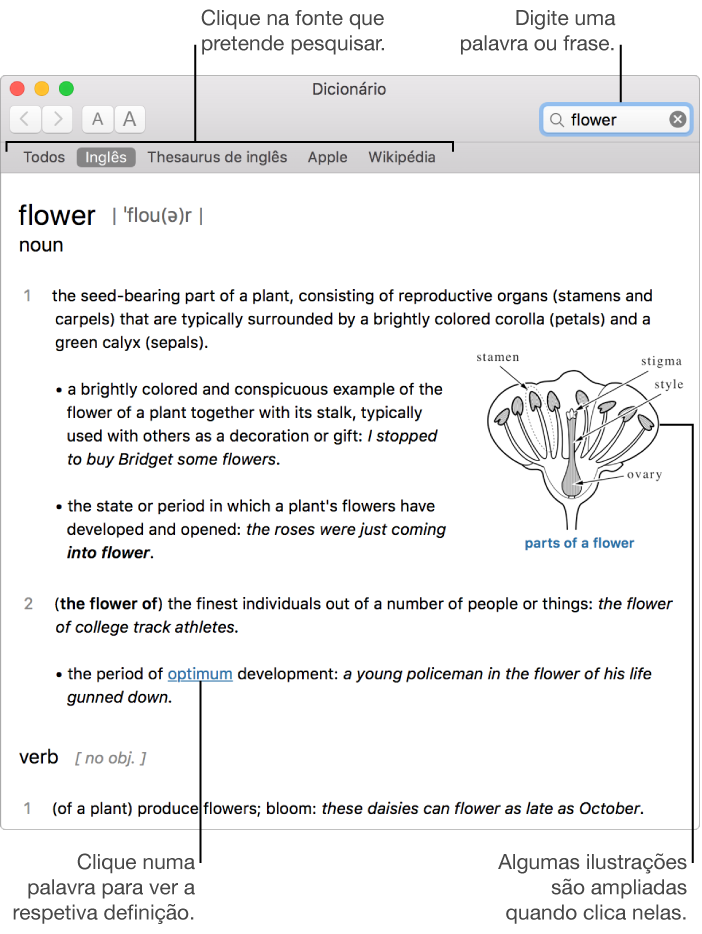 Clique na fonte que
pretende pesquisar.
Digite uma
palavra ou frase.
Dicionário
A A
flower
Todos Inglês Thesaurus de inglês Apple Wikipédia
flower | ˈflou(ə)r |
noun
1 the seed-bearing part of a plant, consisting of reproductive organs (stamens and
carpels) that are typically surrounded by a brightly colored corolla (petals) and a
green calyx (sepals).
• a brightly colored and conspicuous example of the
flower of a plant together with its stalk, typically
used with others as a decoration or gift: I stopped
to buy Bridget some flowers.
• the state or period in which a plant's flowers have
developed and opened: the roses were just coming
into flower.
stamen
stigma
style
ovary
parts of a flower
2 (the flower of) the finest individuals out of a number of people or things: the flower
of college track athletes.
• the period of optimum development: a young policeman in the flower of his life
gunned down.
verb [ no obj. ]
1 (of a plant) produce flowers; bloom: these daisies can flower as late as October.
Clique numa
palavra para ver a
respetiva definição.
Algumas ilustrações
são ampliadas
quando clica nelas.